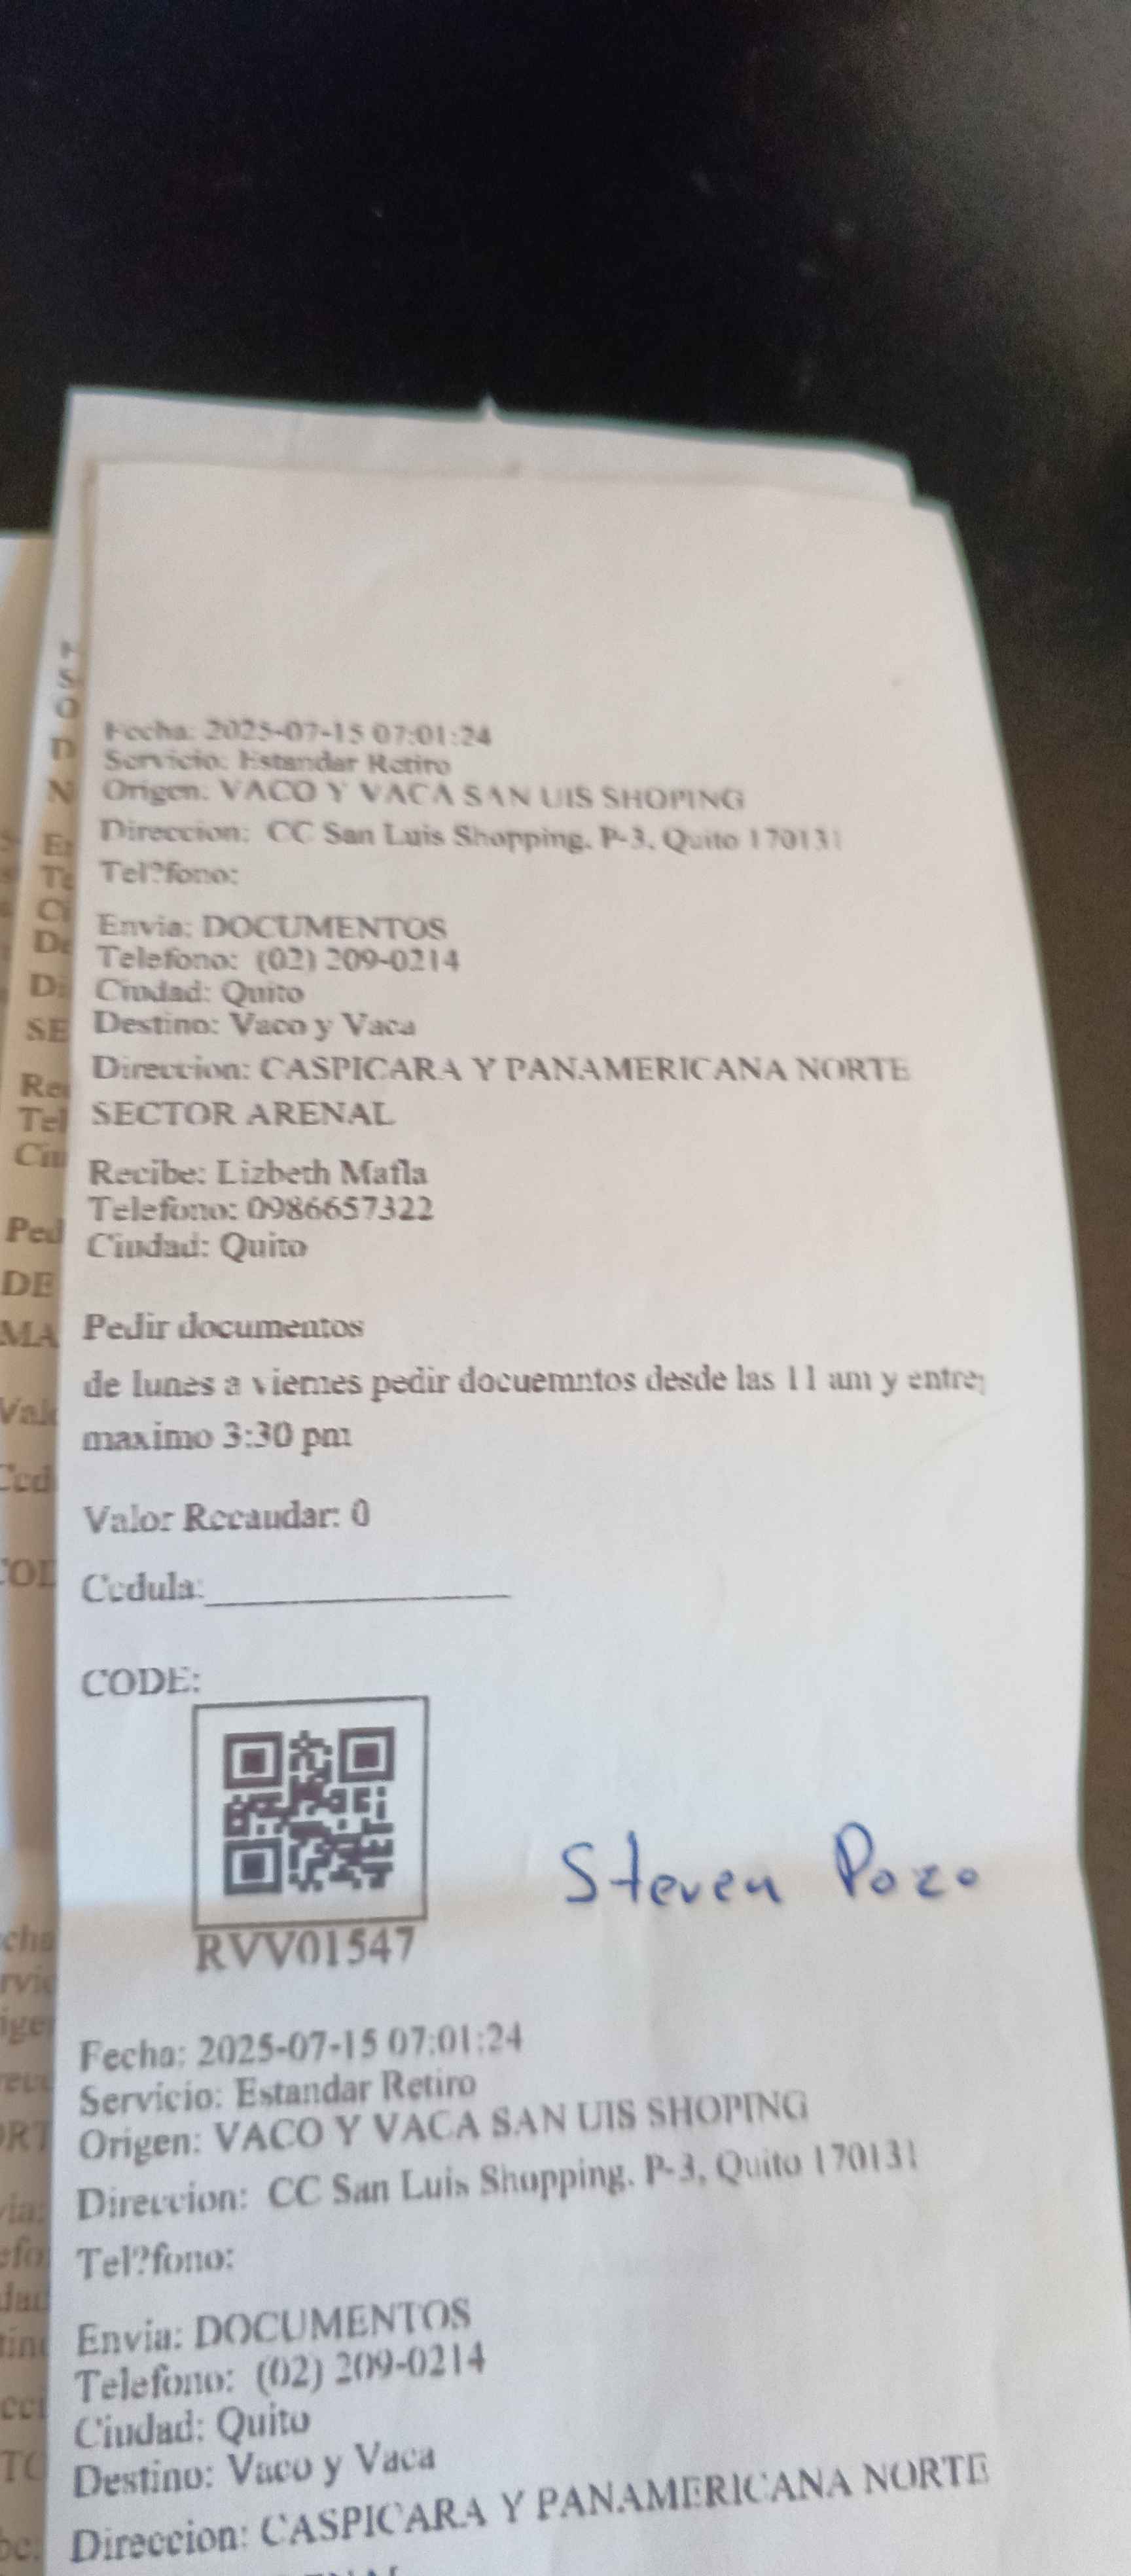 Fecha: 2025-07-15 07:01:24
Servicio: Estandar Retiro
Origen: VACO Y VACA SAN UIS SHOPING
Direccion: CC San Luis Shopping, P-3, Quito 170131
Tel?fono:
Envia: DOCUMENTOS
Telefono: (02) 209-0214
Ciudad: Quito
Destino: Vaco y Vaca
Direccion: CASPICARA Y PANAMERICANA NORTE
SECTOR ARENAL
Recibe: Lizbeth Mafla
Telefono: 0986657322
Ciudad: Quito
Pedir documentos
de lunes a viernes pedir docuemntos desde las 11 am y entre
maximo 3:30 pm
Valor Recaudar: 0
Cedula:
CODE:
Steven Pozo
RVV01547
Fecha: 2025-07-15 07:01:24
Servicio: Estandar Retiro
Origen: VACO Y VACA SAN UIS SHOPING
Direccion: CC San Luis Shopping, P-3, Quito 170131
Tel?fono:
Envia: DOCUMENTOS
Telefono: (02) 209-0214
Ciudad: Quito
Destino: Vaco y Vaca
Direccion: CASPICARA Y PANAMERICANA NORTE